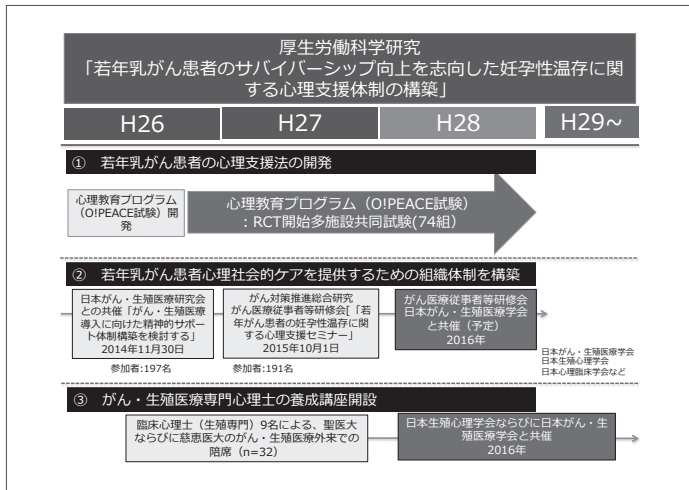 厚生労働科学研究
「若年乳がん患者のサバイバーシップ向上を志向した妊孕性温存に関
する心理支援体制の構築」
H26 H27 H28 H29~
① 若年乳がん患者の心理支援法の開発
心理教育プログラム
（O!PEACE試験）開
発
心理教育プログラム（O!PEACE試験）
：RCT開始多施設共同試験(74組)
② 若年乳がん患者心理社会的ケアを提供するための組織体制を構築
日本がん・生殖医療研究会
との共催「がん・生殖医療
導入に向けた精神的サポー
ト体制構築を検討する」
2014年11月30日
参加者:197名
がん対策推進総合研究
がん医療従事者等研修会[「若
年がん患者の妊孕性温存に関
する心理支援セミナー」
2015年10月1日
参加者:191名
がん医療従事者等研修会
日本がん・生殖医療学会
と共催（予定）
2016年
日本がん・生殖医療学会
日本生殖心理学会
日本心理臨床学会など
③ がん・生殖医療専門心理士の養成講座開設
臨床心理士（生殖専門）9名による、聖医大
ならびに慈恵医大のがん・生殖医療外来での
陪席（n=32）
日本生殖心理学会ならびに日本がん・生
殖医療学会と共催
2016年